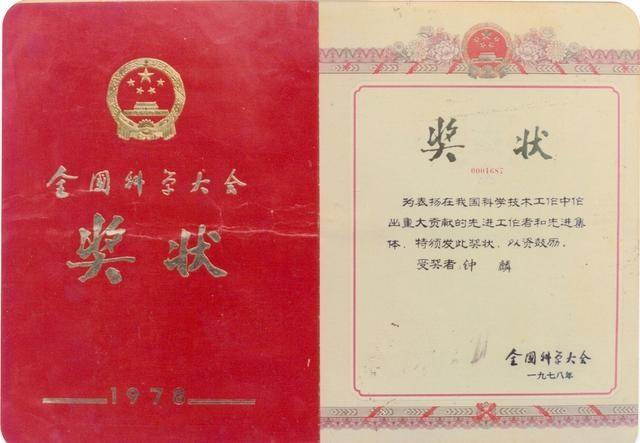 全国科学大会
奖状
1978
奖状
0001687
为表扬在我国科学技术工作中作
出重大贡献的先进工作者和先进集
体，特颁发此奖状，以资鼓励。
受奖者：钟 麟
全国科学大会
一九七八年